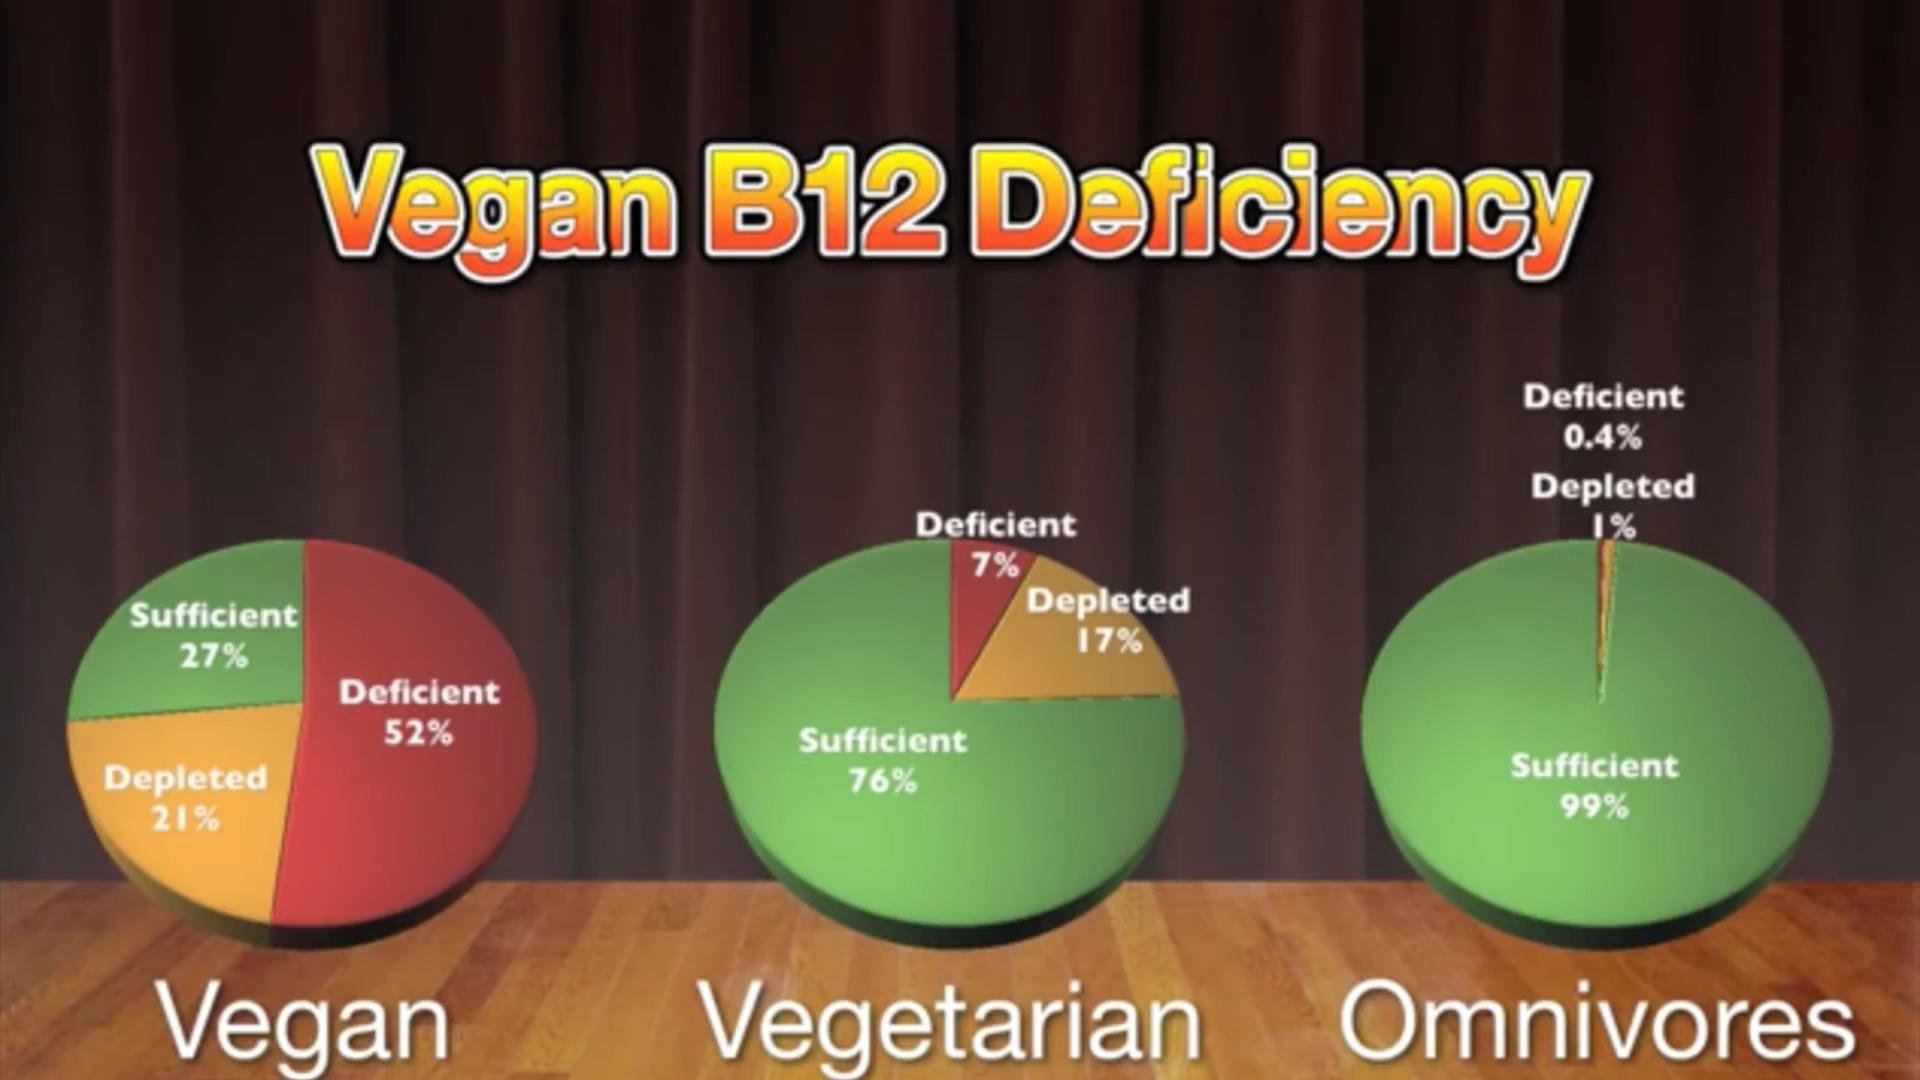 Vegan B12 Deficiency
Sufficient
27%
Deficient
52%
Depleted
21%
Vegan
Deficient
7%
Depleted
17%
Sufficient
76%
Vegetarian
Deficient
0.4%
Depleted
1%
Sufficient
99%
Omnivores